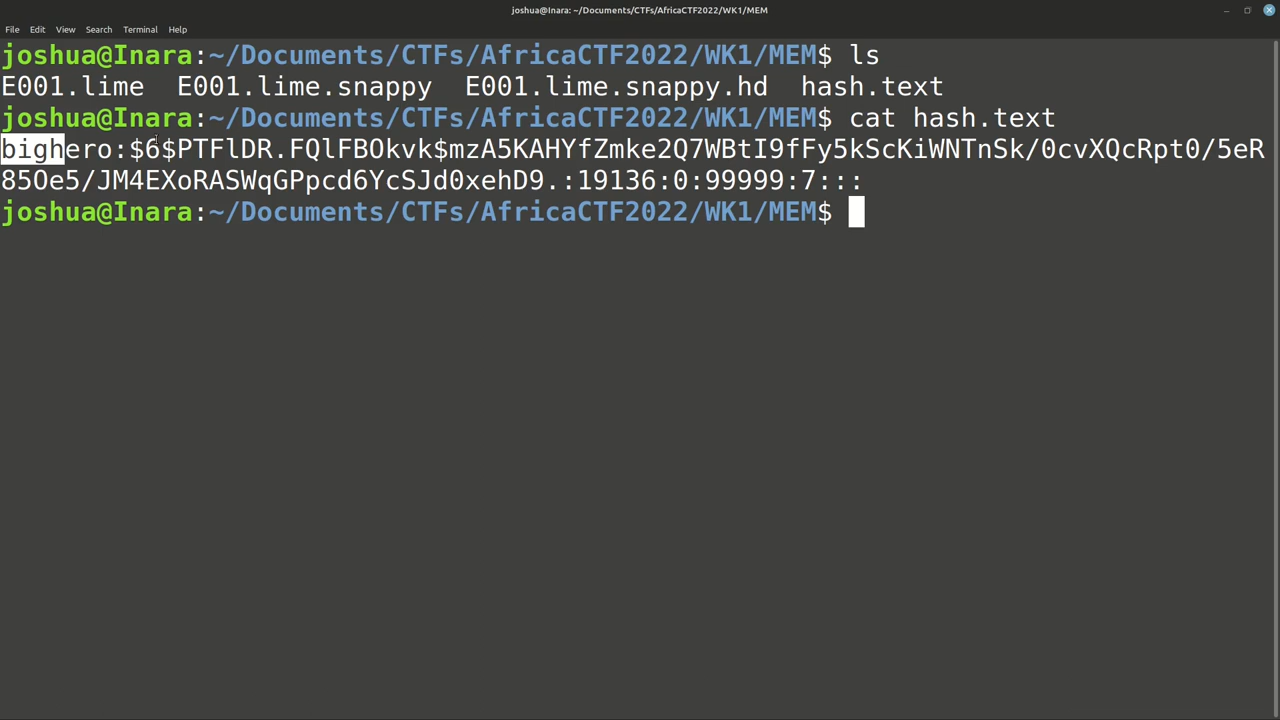 joshua@Inara: ~/Documents/CTFs/AfricaCTF2022/WK1/MEM
File Edit View Search Terminal Help
joshua@Inara:~/Documents/CTFs/AfricaCTF2022/WK1/MEM$ ls
E001.lime E001.lime.snappy E001.lime.snappy.hd hash.text
joshua@Inara:~/Documents/CTFs/AfricaCTF2022/WK1/MEM$ cat hash.text
bighero:$6$PTFlDR.FQlFBOkvk$mzA5KAHYfZmke2Q7WBtI9fFy5kScKiWNTnSk/0cvXQcRpt0/5eR
85Oe5/JM4EXoRASWqGPpcd6YcSJd0xehD9.:19136:0:99999:7:::
joshua@Inara:~/Documents/CTFs/AfricaCTF2022/WK1/MEM$